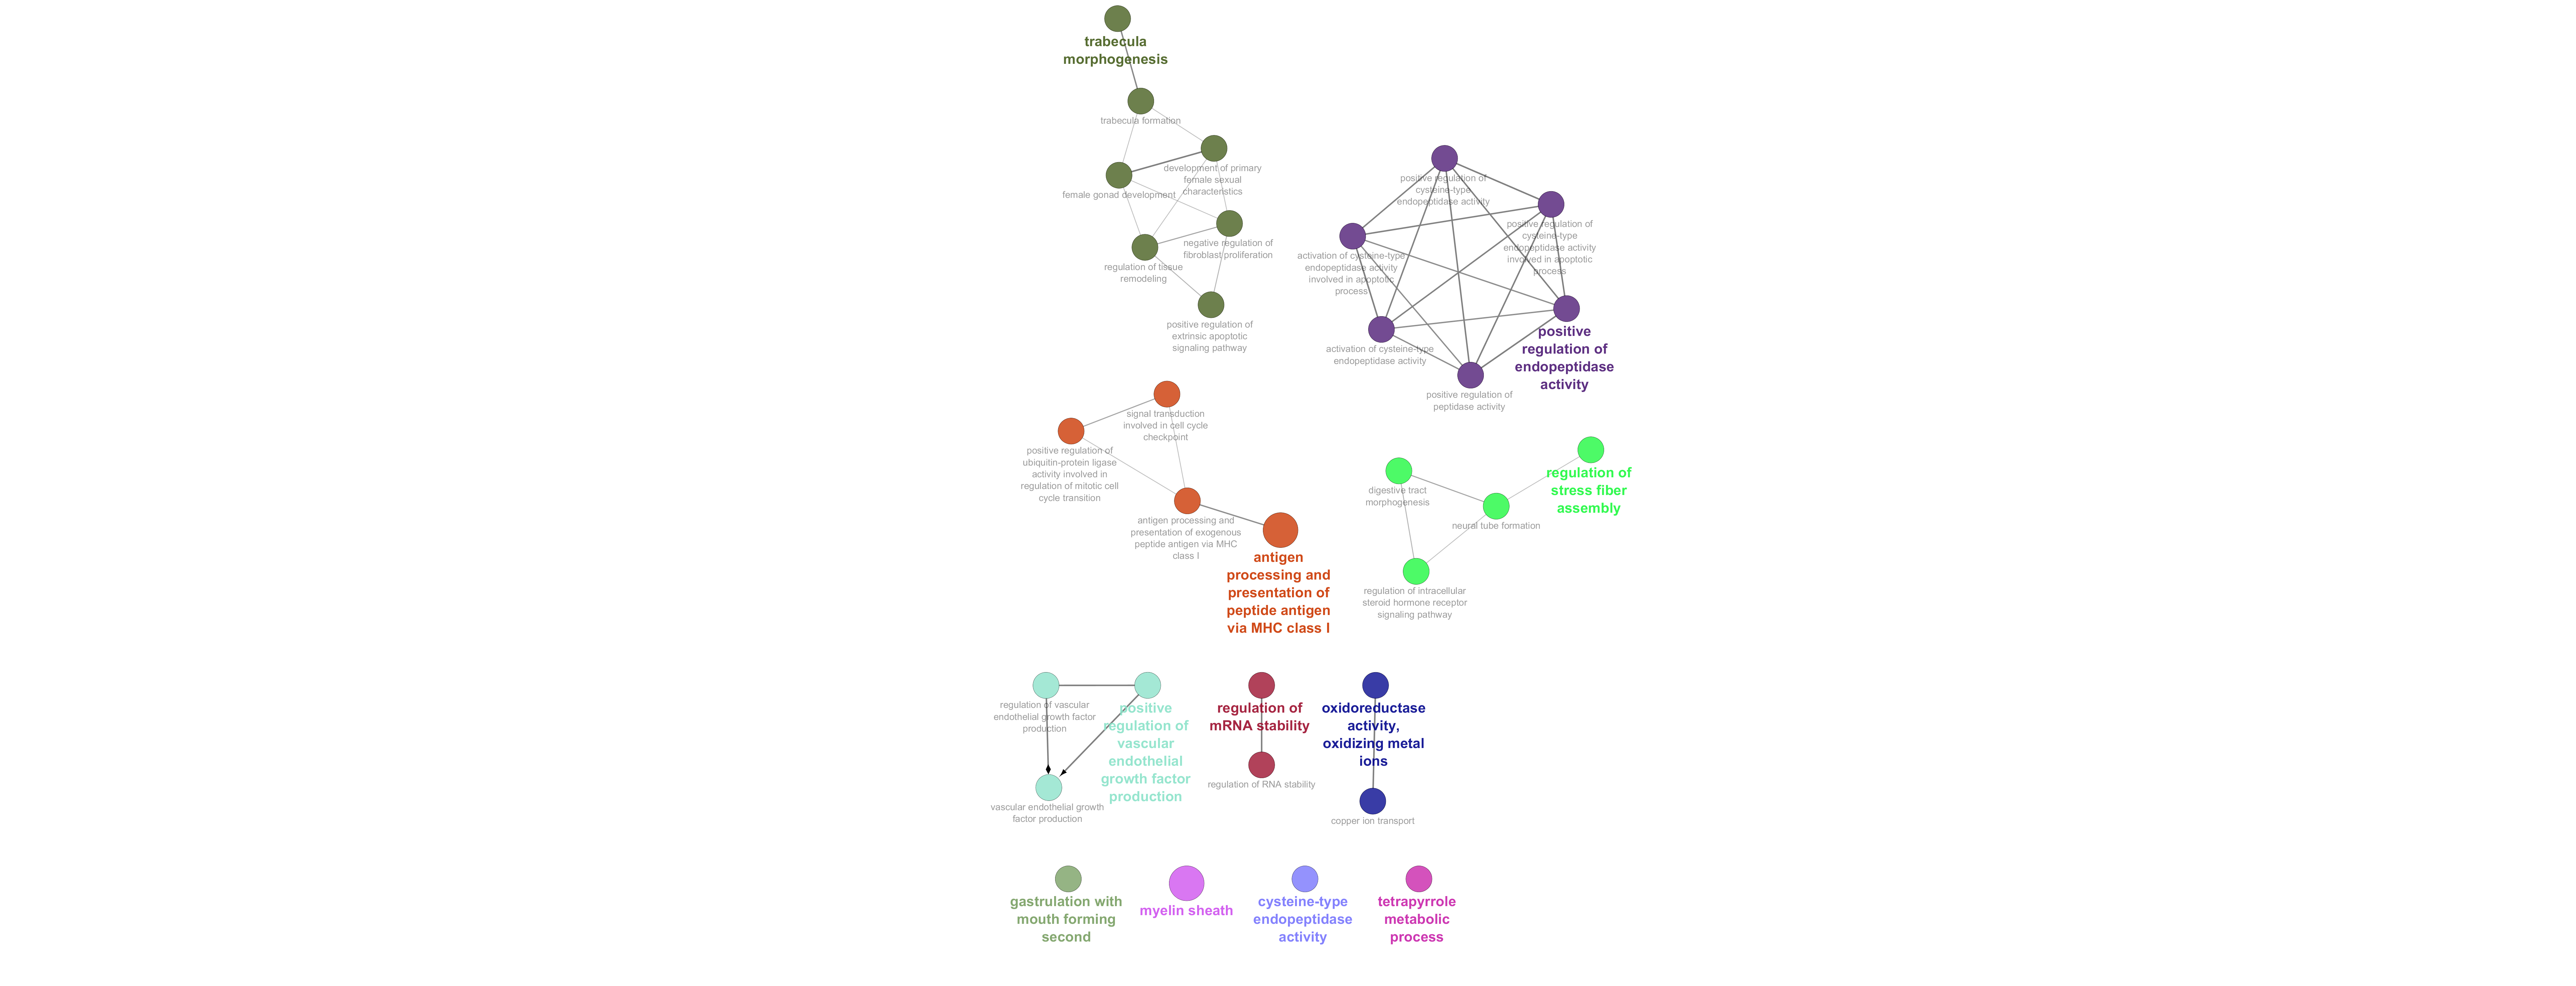 trabecula
morphogenesis
trabecula formation
development of primary
female sexual
characteristics
female gonad development
negative regulation of
fibroblast proliferation
regulation of tissue
remodeling
positive regulation of
extrinsic apoptotic
signaling pathway
positive regulation of
cysteine-type
endopeptidase activity
positive regulation of
cysteine-type
endopeptidase activity
involved in apoptotic
process
activation of cysteine-type
endopeptidase activity
involved in apoptotic
process
activation of cysteine-type
endopeptidase activity
positive
regulation of
endopeptidase
activity
positive regulation of
peptidase activity
signal transduction
involved in cell cycle
checkpoint
positive regulation of
ubiquitin-protein ligase
activity involved in
regulation of mitotic cell
cycle transition
antigen processing and
presentation of exogenous
peptide antigen via MHC
class I
antigen
processing and
presentation of
peptide antigen
via MHC class I
digestive tract
morphogenesis
regulation of
stress fiber
assembly
neural tube formation
regulation of intracellular
steroid hormone receptor
signaling pathway
regulation of vascular
endothelial growth factor
production
positive
regulation of
vascular
endothelial
growth factor
production
vascular endothelial growth
factor production
regulation of
mRNA stability
regulation of RNA stability
oxidoreductase
activity,
oxidizing metal
ions
copper ion transport
gastrulation with
mouth forming
second
myelin sheath
cysteine-type
endopeptidase
activity
tetrapyrrole
metabolic
process